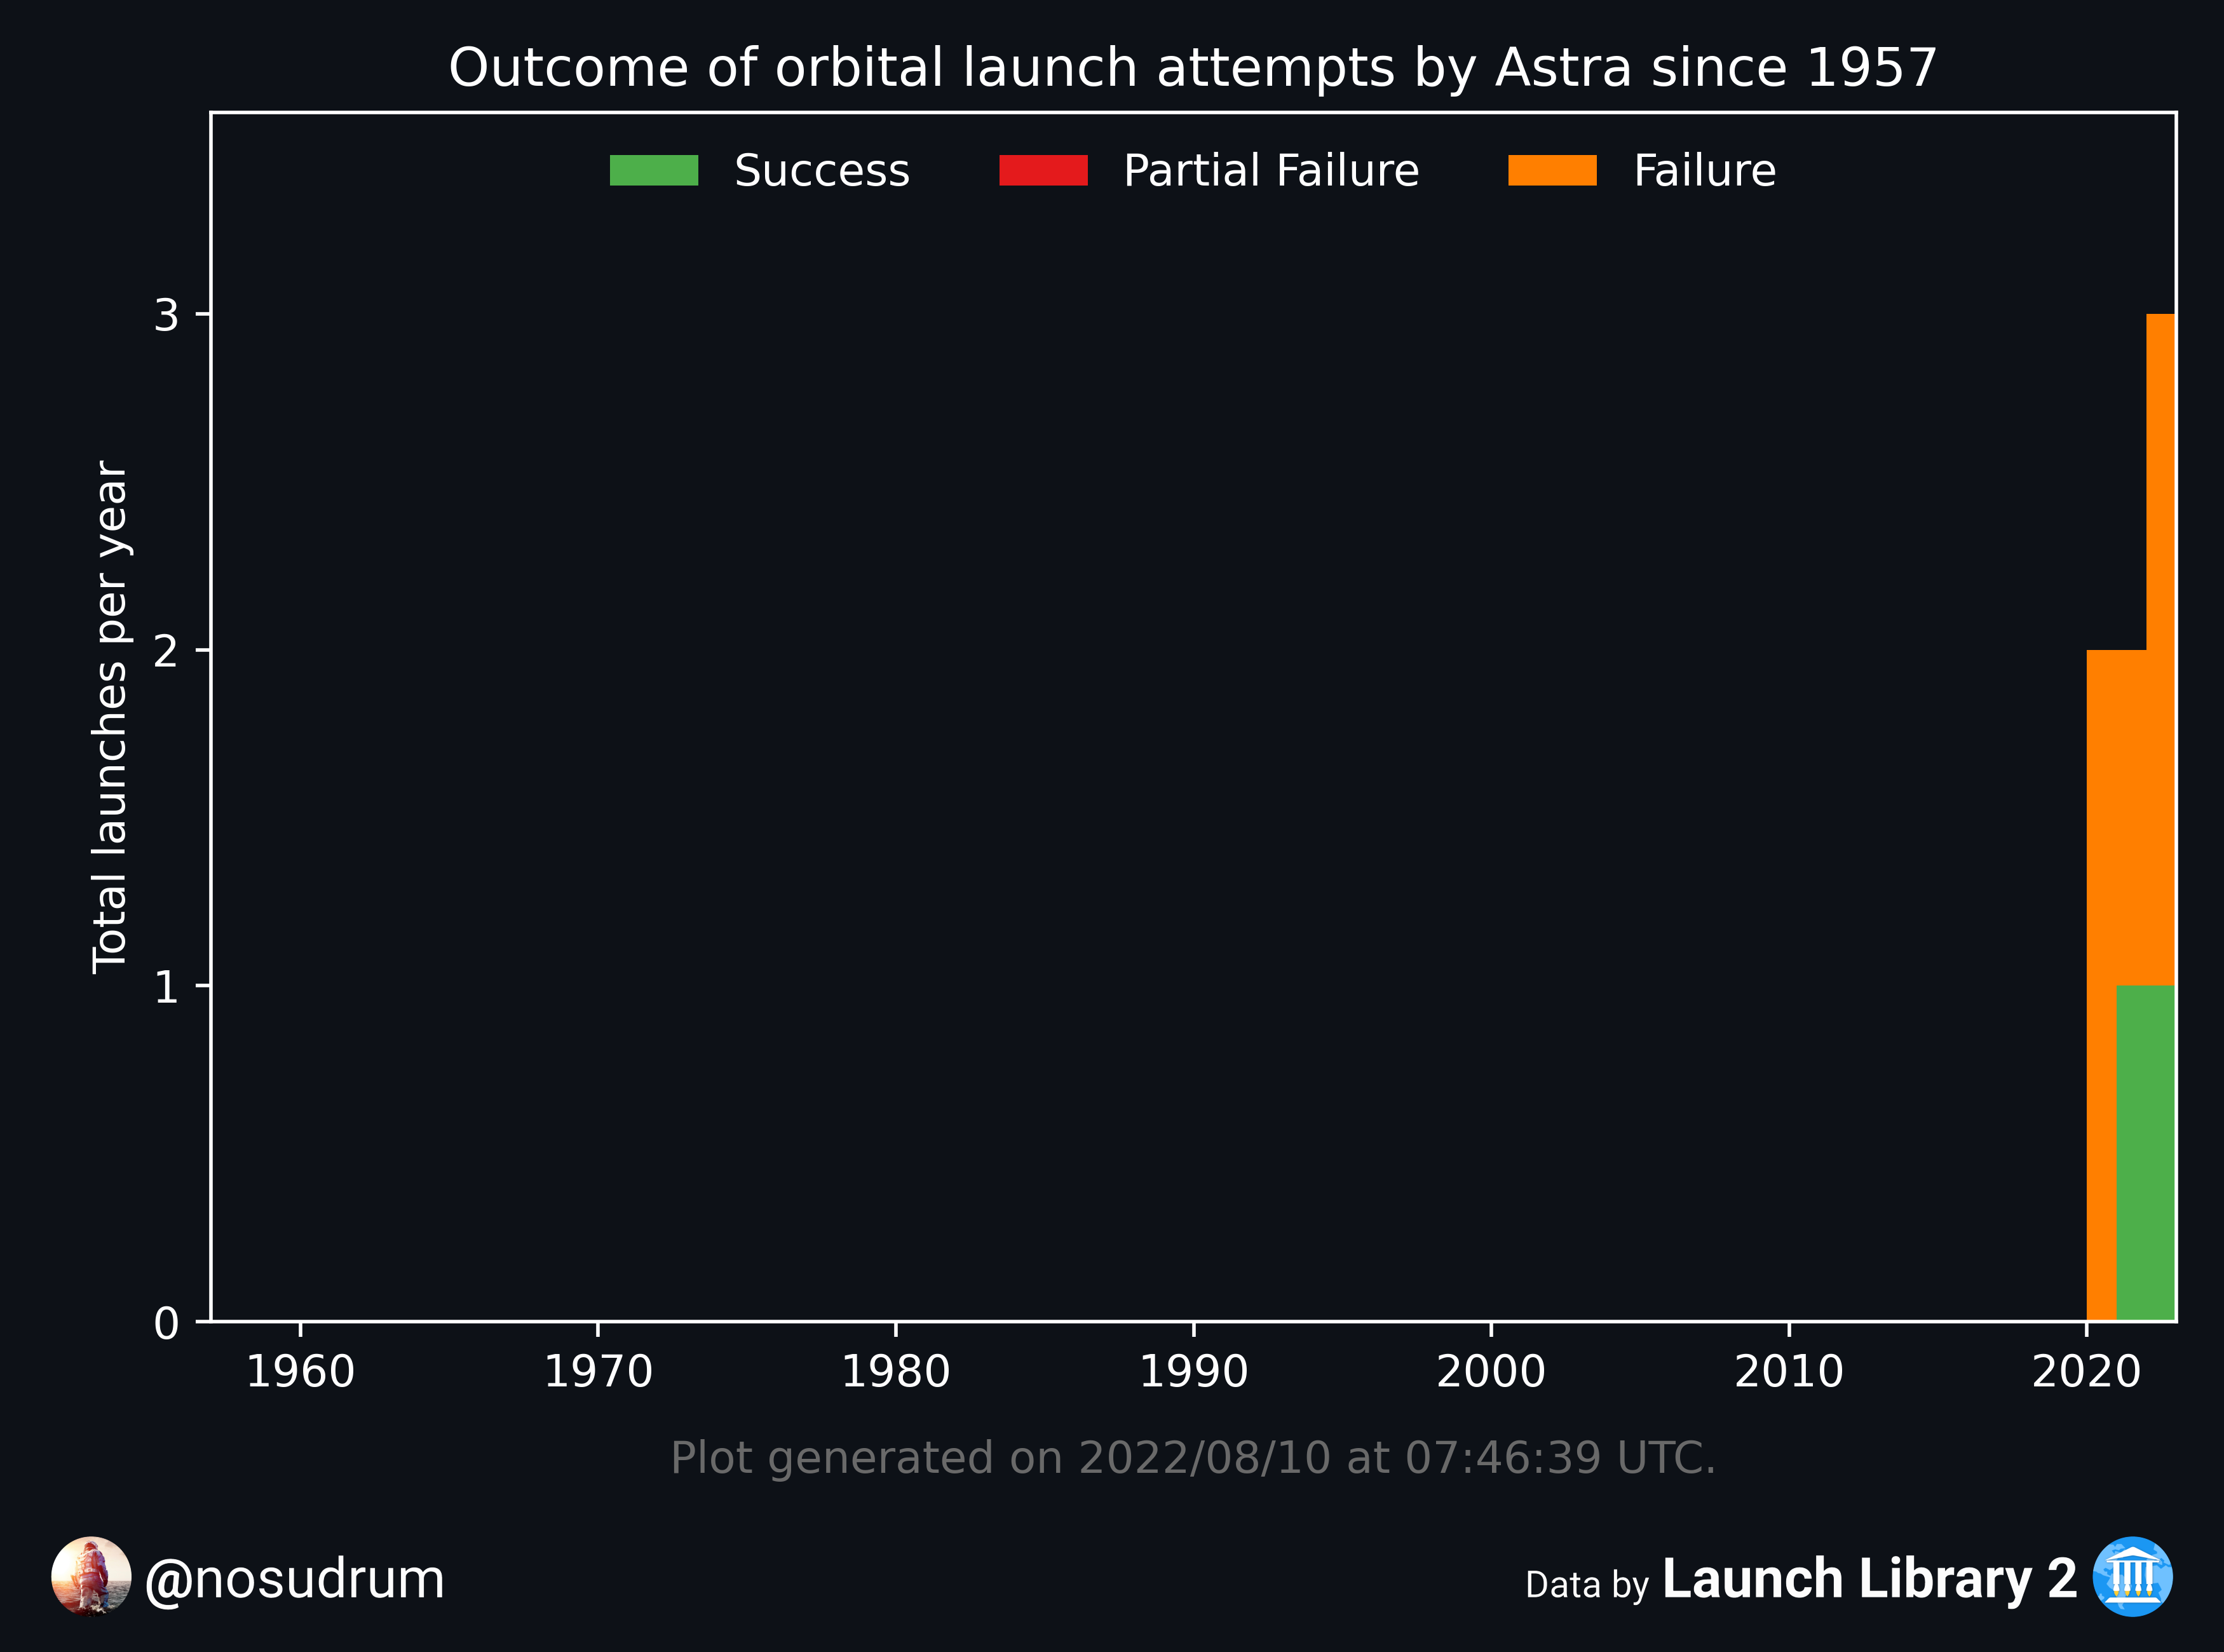 Outcome of orbital launch attempts by Astra since 1957
Success Partial Failure Failure
Total launches per year
3
2
1
0
1960 1970 1980 1990 2000 2010 2020
Plot generated on 2022/08/10 at 07:46:39 UTC.
@nosudrum
Data by Launch Library 2